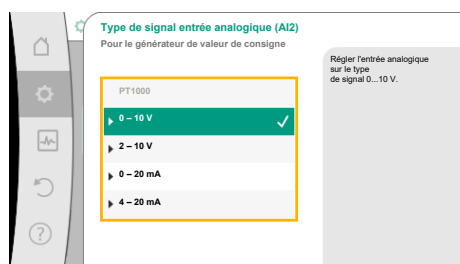 Type de signal entrée analogique (AI2)
Pour le générateur de valeur de consigne
Régler l'entrée analogique
sur le type
de signal 0...10 V.
PT1000
0 – 10 V
2 – 10 V
0 – 20 mA
4 – 20 mA
?